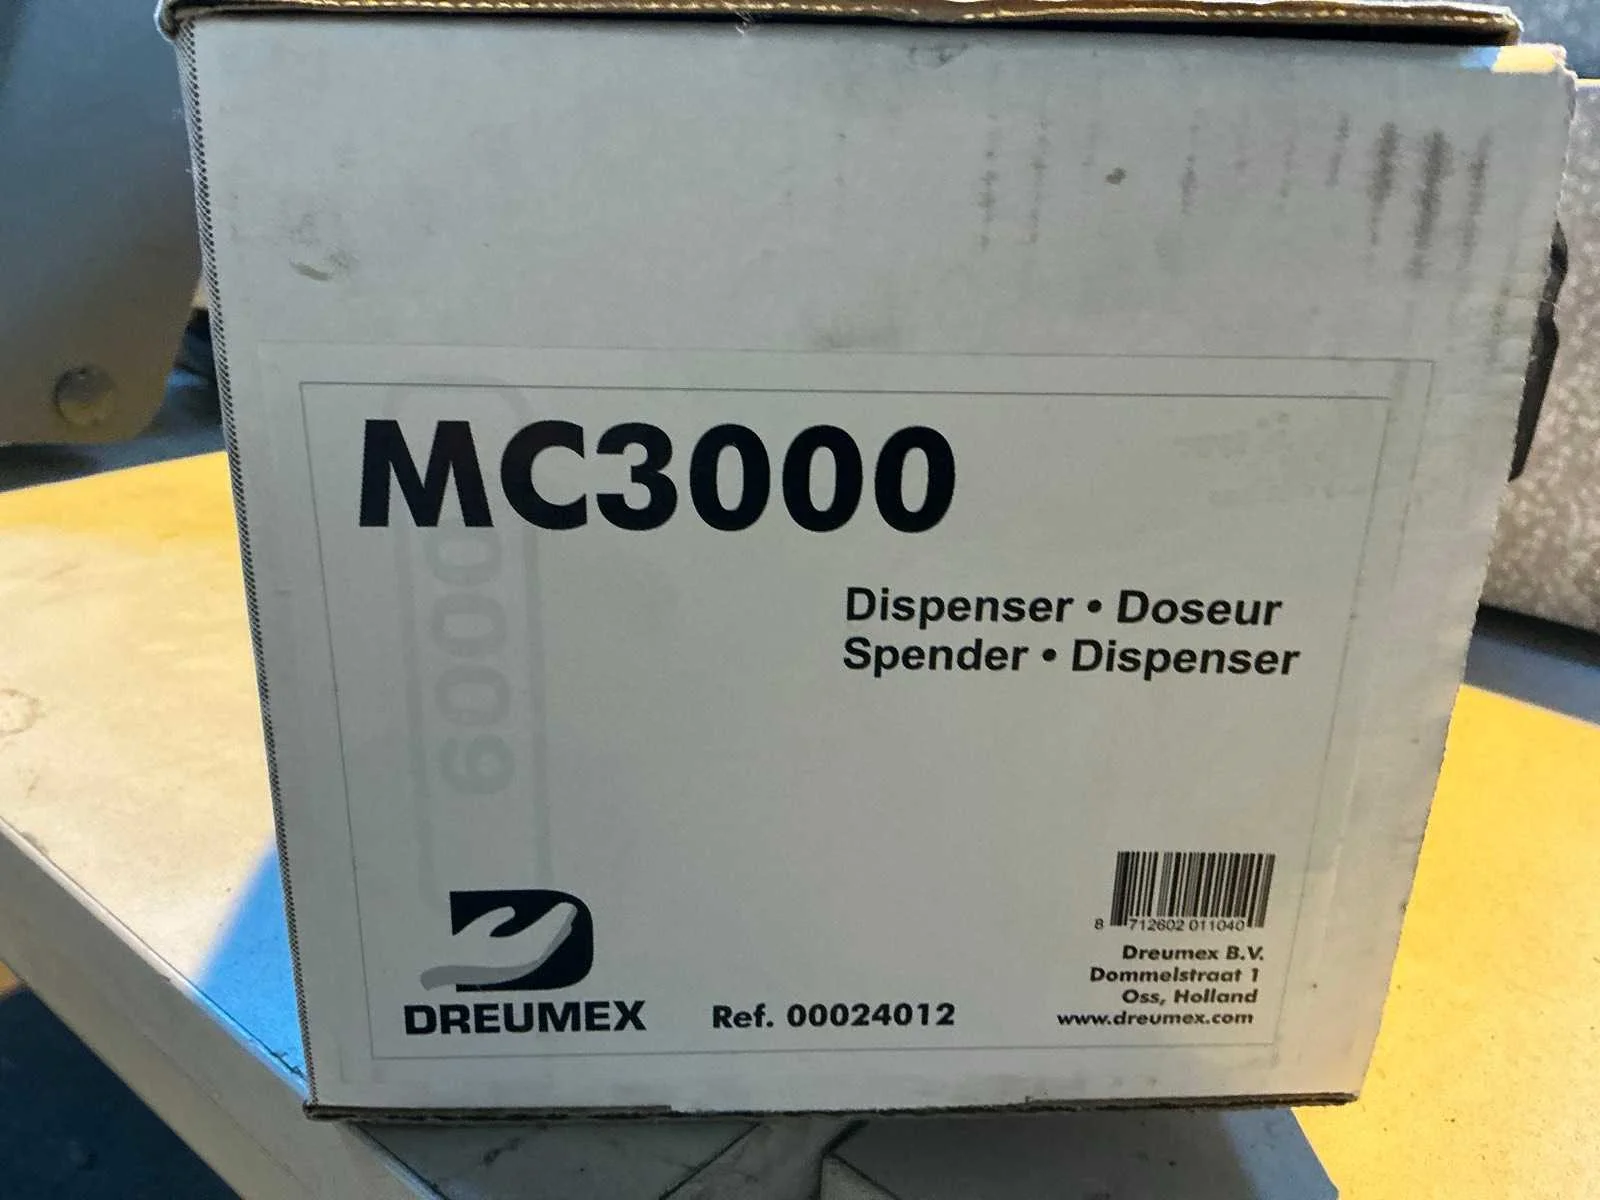 MC3000
6000
Dispenser • Doseur
Spender • Dispenser
8 712602 011040
Dreumex B.V.
Dommelstraat 1
Oss, Holland
www.dreumex.com
DREUMEX
Ref. 00024012